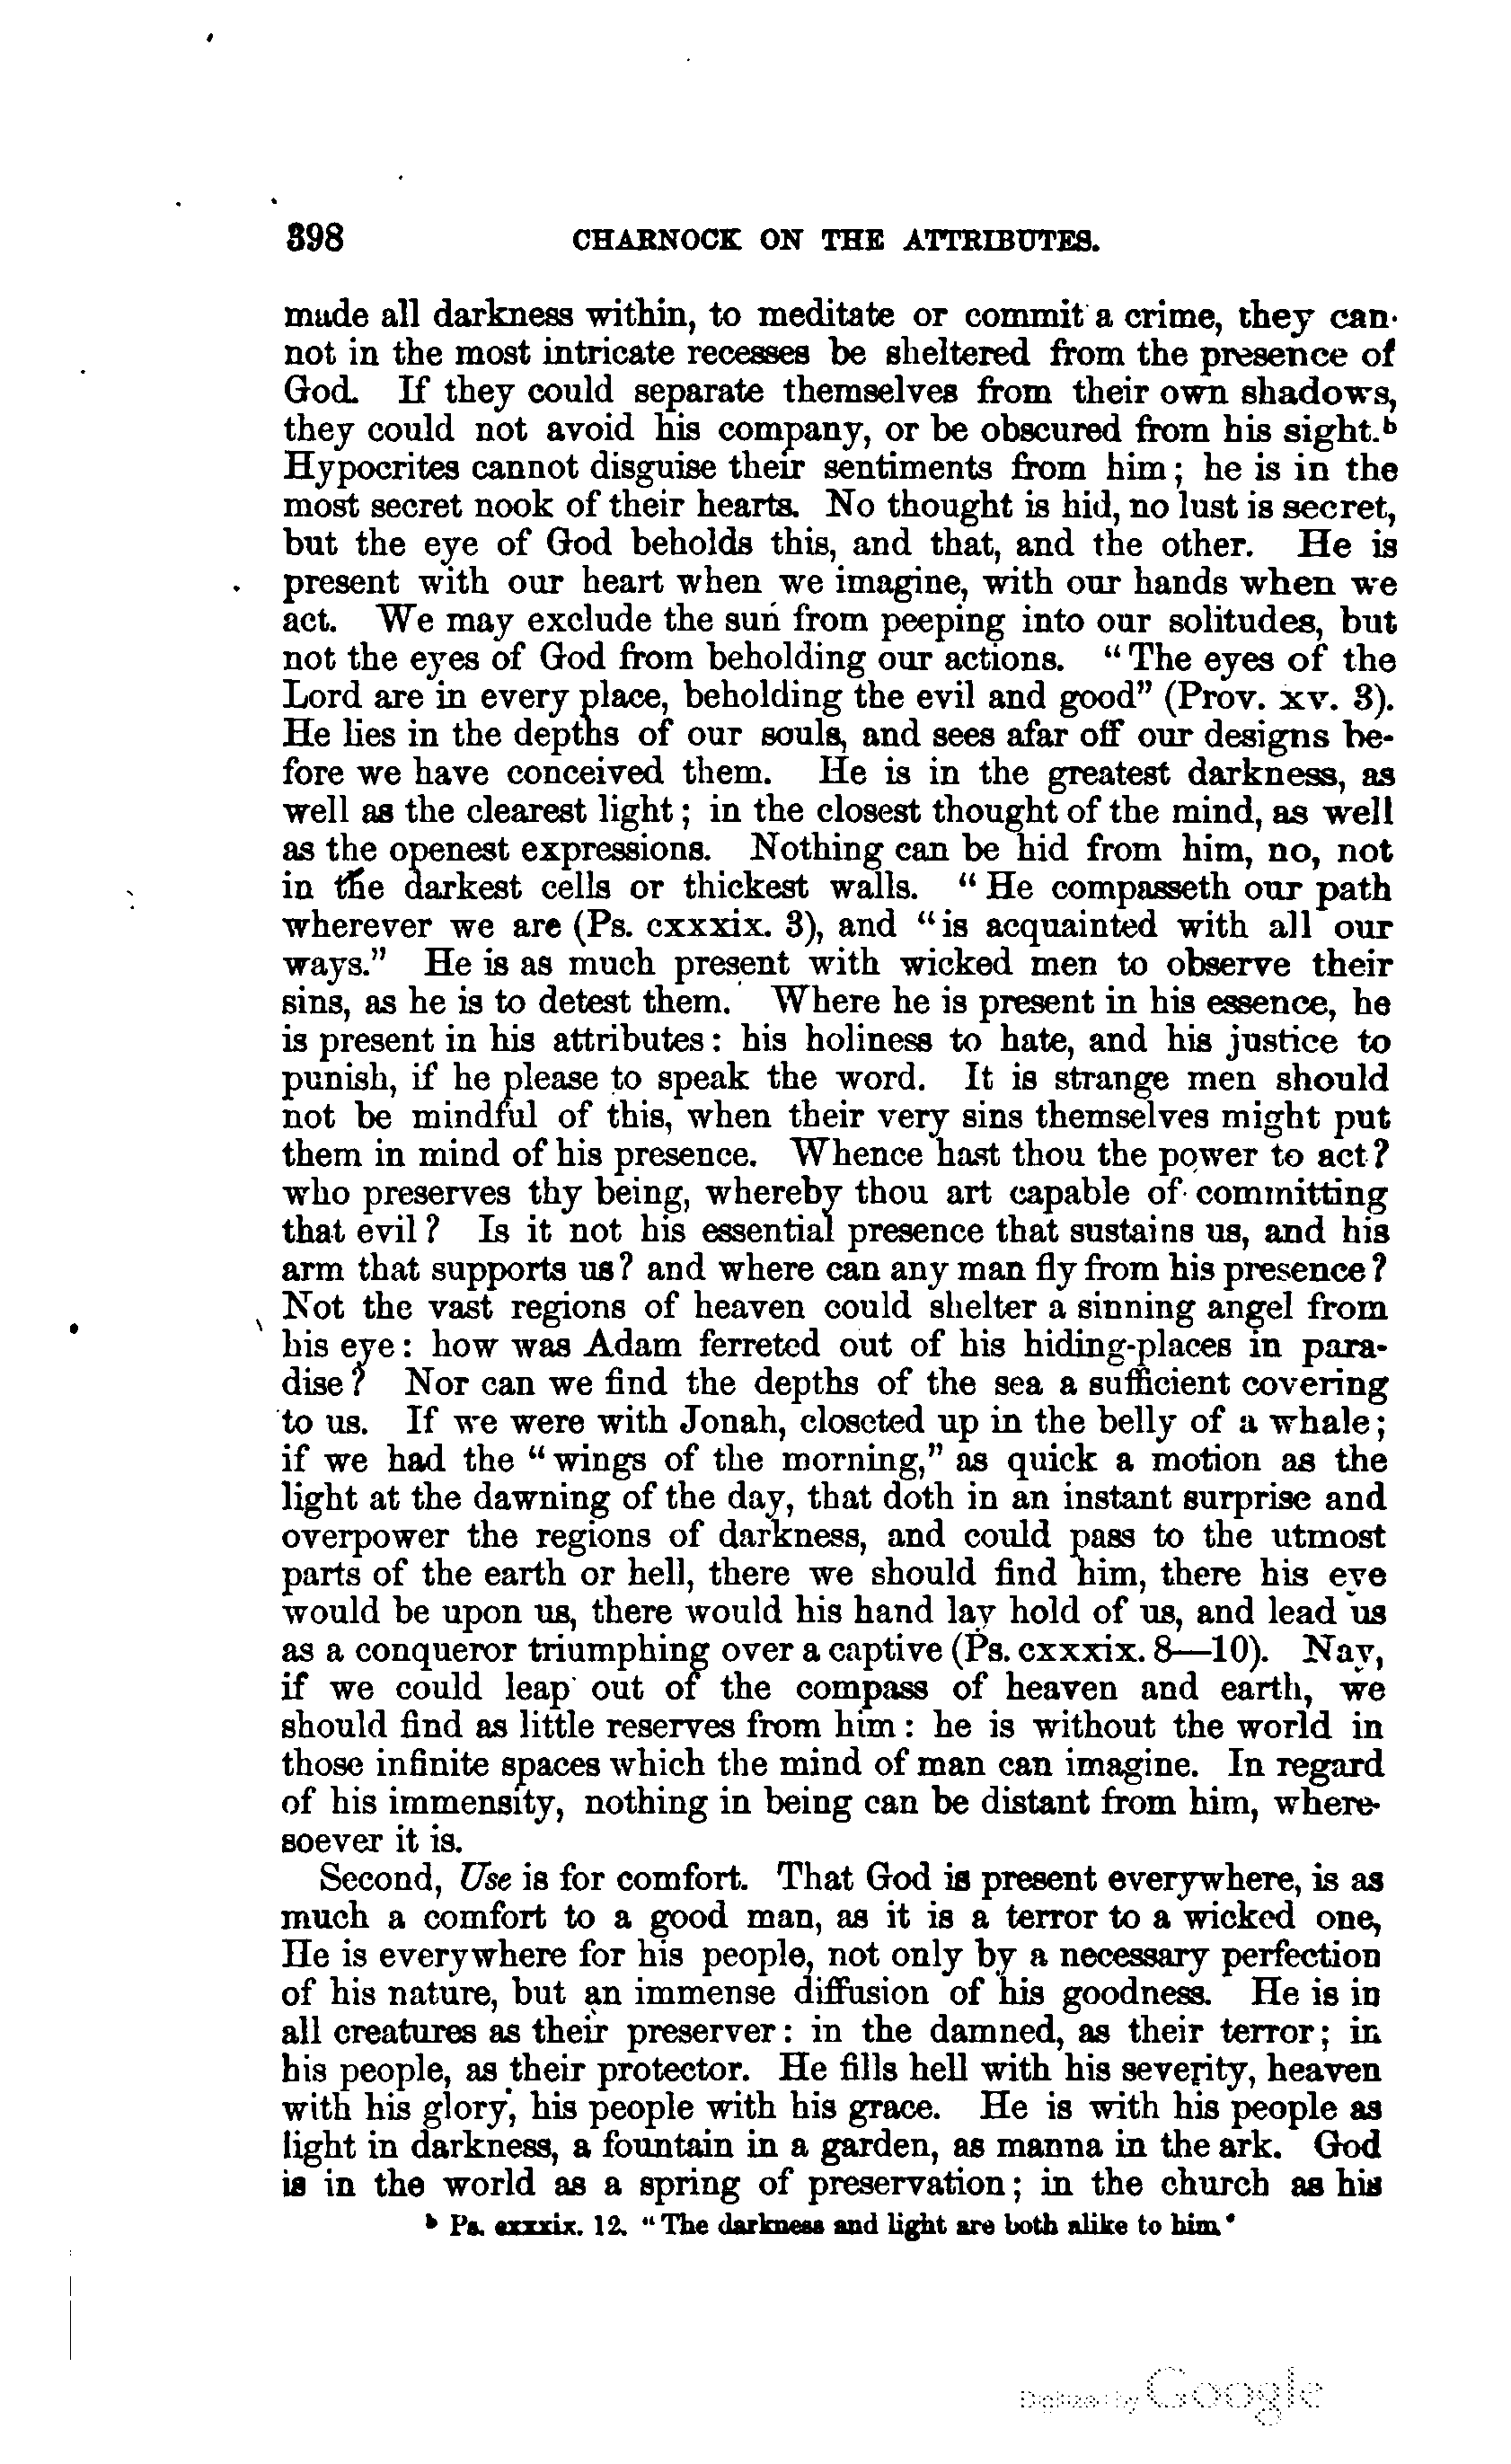 398 CHARNOCK ON THE ATTRIBUTES.
made all darkness within, to meditate or commit a crime, they can-
not in the most intricate recesses be sheltered from the presence of
God. If they could separate themselves from their own shadows,
they could not avoid his company, or be obscured from his sight.ᵇ
Hypocrites cannot disguise their sentiments from him; he is in the
most secret nook of their hearts. No thought is hid, no lust is secret,
but the eye of God beholds this, and that, and the other. He is
present with our heart when we imagine, with our hands when we
act. We may exclude the sun from peeping into our solitudes, but
not the eyes of God from beholding our actions. "The eyes of the
Lord are in every place, beholding the evil and good" (Prov. xv. 3).
He lies in the depths of our souls, and sees afar off our designs be-
fore we have conceived them. He is in the greatest darkness, as
well as the clearest light; in the closest thought of the mind, as well
as the openest expressions. Nothing can be hid from him, no, not
in the darkest cells or thickest walls. "He compasseth our path
wherever we are (Ps. cxxxix. 3), and "is acquainted with all our
ways." He is as much present with wicked men to observe their
sins, as he is to detest them. Where he is present in his essence, he
is present in his attributes: his holiness to hate, and his justice to
punish, if he please to speak the word. It is strange men should
not be mindful of this, when their very sins themselves might put
them in mind of his presence. Whence hast thou the power to act?
who preserves thy being, whereby thou art capable of committing
that evil? Is it not his essential presence that sustains us, and his
arm that supports us? and where can any man fly from his presence?
Not the vast regions of heaven could shelter a sinning angel from
his eye: how was Adam ferreted out of his hiding-places in para-
dise? Nor can we find the depths of the sea a sufficient covering
to us. If we were with Jonah, closeted up in the belly of a whale;
if we had the "wings of the morning," as quick a motion as the
light at the dawning of the day, that doth in an instant surprise and
overpower the regions of darkness, and could pass to the utmost
parts of the earth or hell, there we should find him, there his eye
would be upon us, there would his hand lay hold of us, and lead us
as a conqueror triumphing over a captive (Ps. cxxxix. 8—10). Nay,
if we could leap out of the compass of heaven and earth, we
should find as little reserves from him: he is without the world in
those infinite spaces which the mind of man can imagine. In regard
of his immensity, nothing in being can be distant from him, where-
soever it is.
Second, Use is for comfort. That God is present everywhere, is as
much a comfort to a good man, as it is a terror to a wicked one,
He is everywhere for his people, not only by a necessary perfection
of his nature, but an immense diffusion of his goodness. He is in
all creatures as their preserver: in the damned, as their terror; in
his people, as their protector. He fills hell with his severity, heaven
with his glory, his people with his grace. He is with his people as
light in darkness, a fountain in a garden, as manna in the ark. God
is in the world as a spring of preservation; in the church as his
ᵇ Ps. cxxxix. 12. "The darkness and light are both alike to him"
Digitized by Google